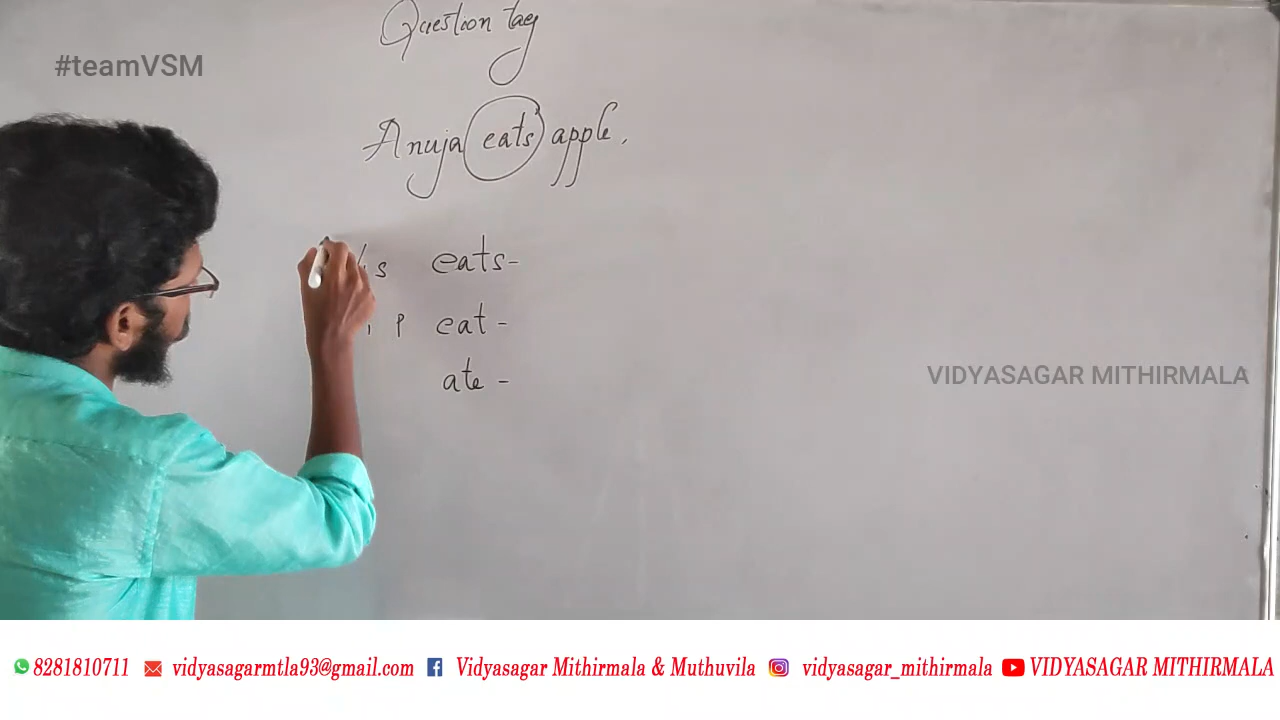 Question tag
#teamVSM
Anuja eats apple.
s eats-
, p eat -
ate -
VIDYASAGAR MITHIRMALA
8281810711 vidyasagarmtla93@gmail.com Vidyasagar Mithirmala & Muthuvila vidyasagar_mithirmala VIDYASAGAR MITHIRMALA